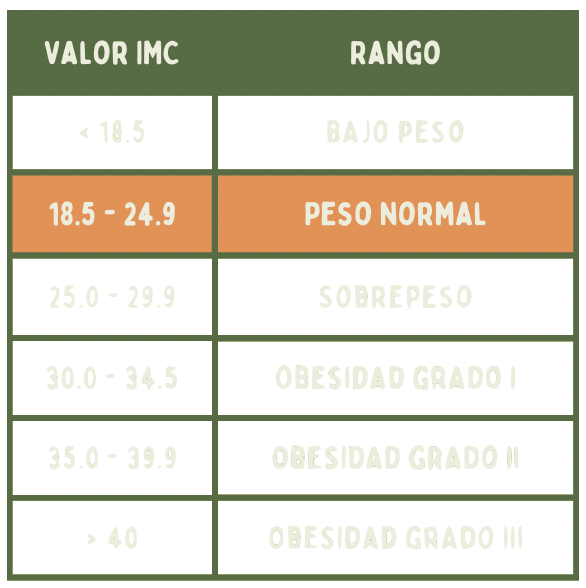 VALOR IMC RANGO
< 18.5 BAJO PESO
18.5 - 24.9 PESO NORMAL
25.0 - 29.9 SOBREPESO
30.0 - 34.5 OBESIDAD GRADO I
35.0 - 39.9 OBESIDAD GRADO II
> 40 OBESIDAD GRADO III